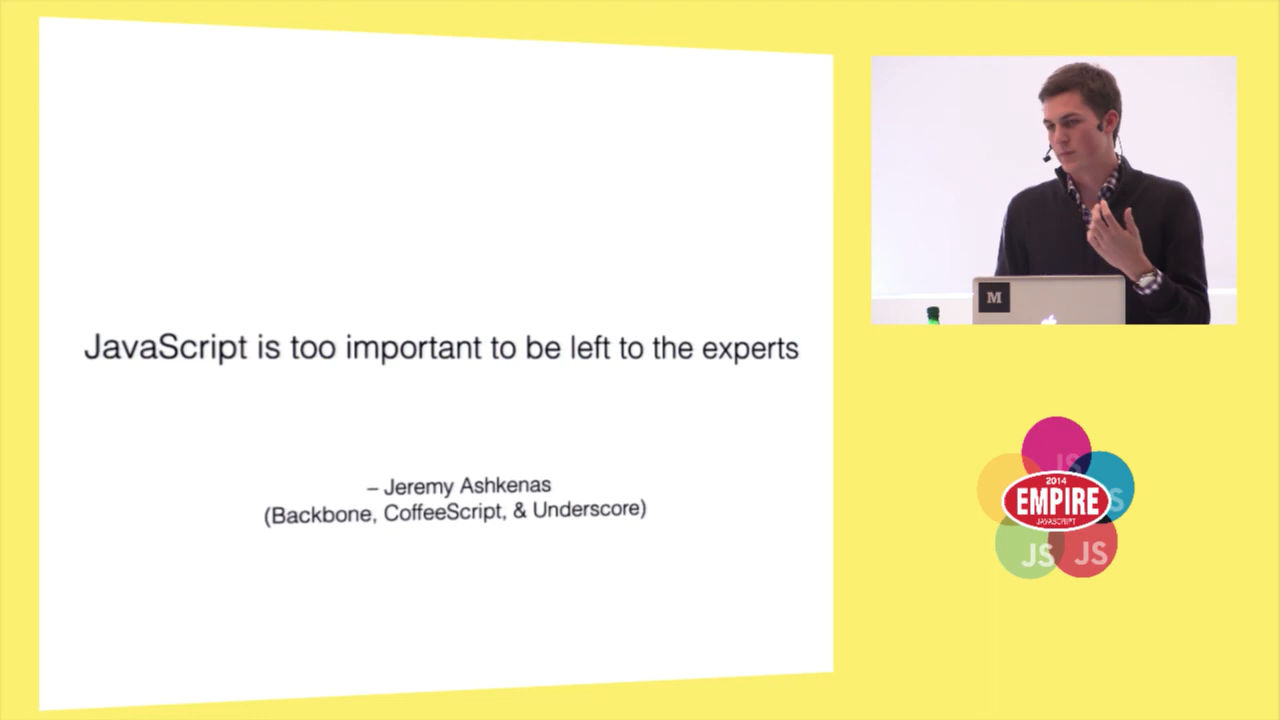 JavaScript is too important to be left to the experts
– Jeremy Ashkenas
(Backbone, CoffeeScript, & Underscore)
M
JS
2014
EMPIRE
JAVASCRIPT
S
JS JS